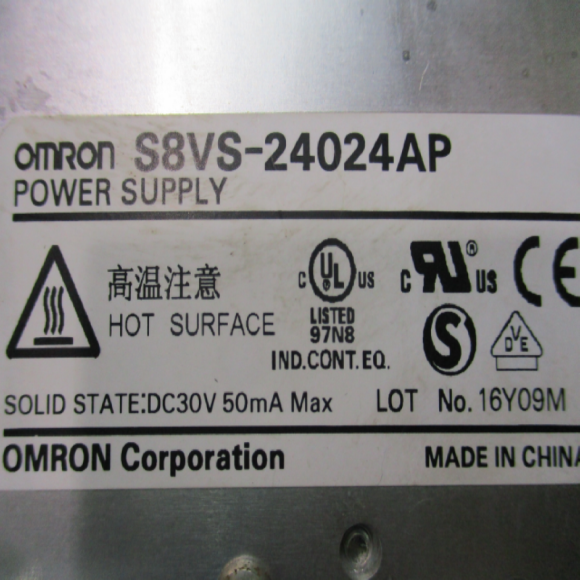 OMRON S8VS-24024AP
POWER SUPPLY
高温注意
HOT SURFACE
C UL US
LISTED
97N8
IND.CONT.EQ.
C RU® US
CE
S
DVE
SOLID STATE:DC30V 50mA Max
LOT No. 16Y09M
OMRON Corporation
MADE IN CHINA